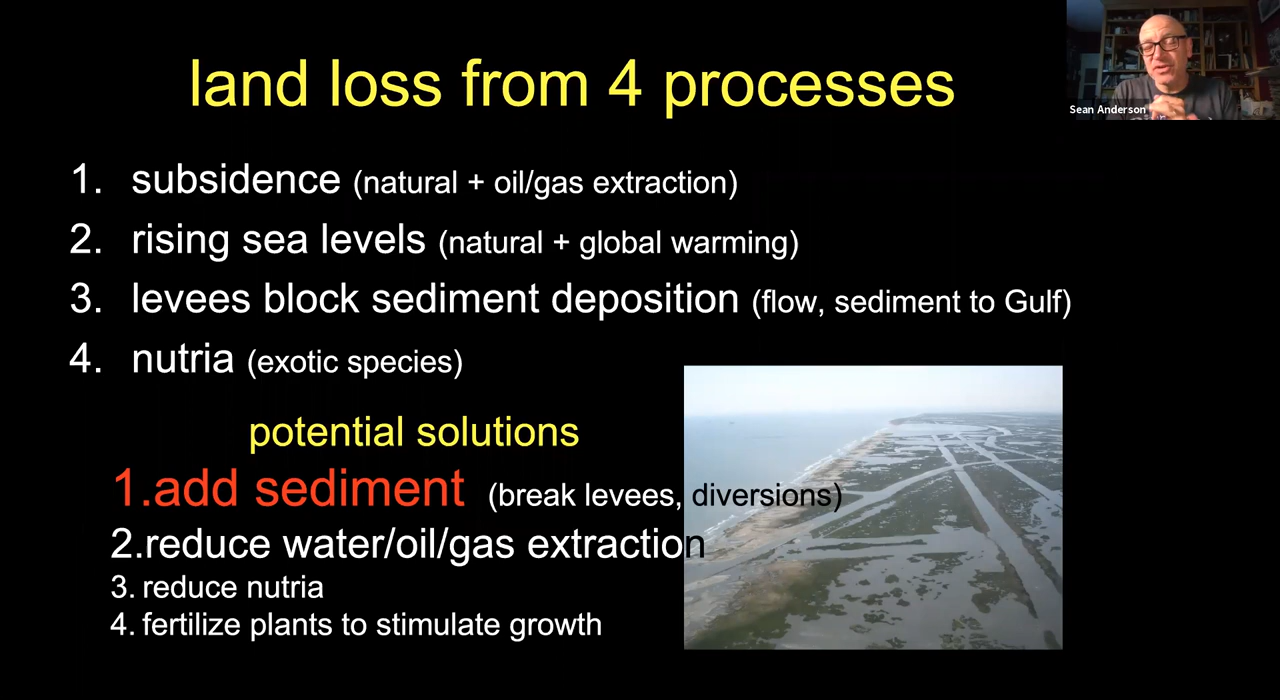 land loss from 4 processes
Sean Anderson
1. subsidence (natural + oil/gas extraction)
2. rising sea levels (natural + global warming)
3. levees block sediment deposition (flow, sediment to Gulf)
4. nutria (exotic species)
potential solutions
1.add sediment (break levees, diversions)
2.reduce water/oil/gas extraction
3. reduce nutria
4. fertilize plants to stimulate growth